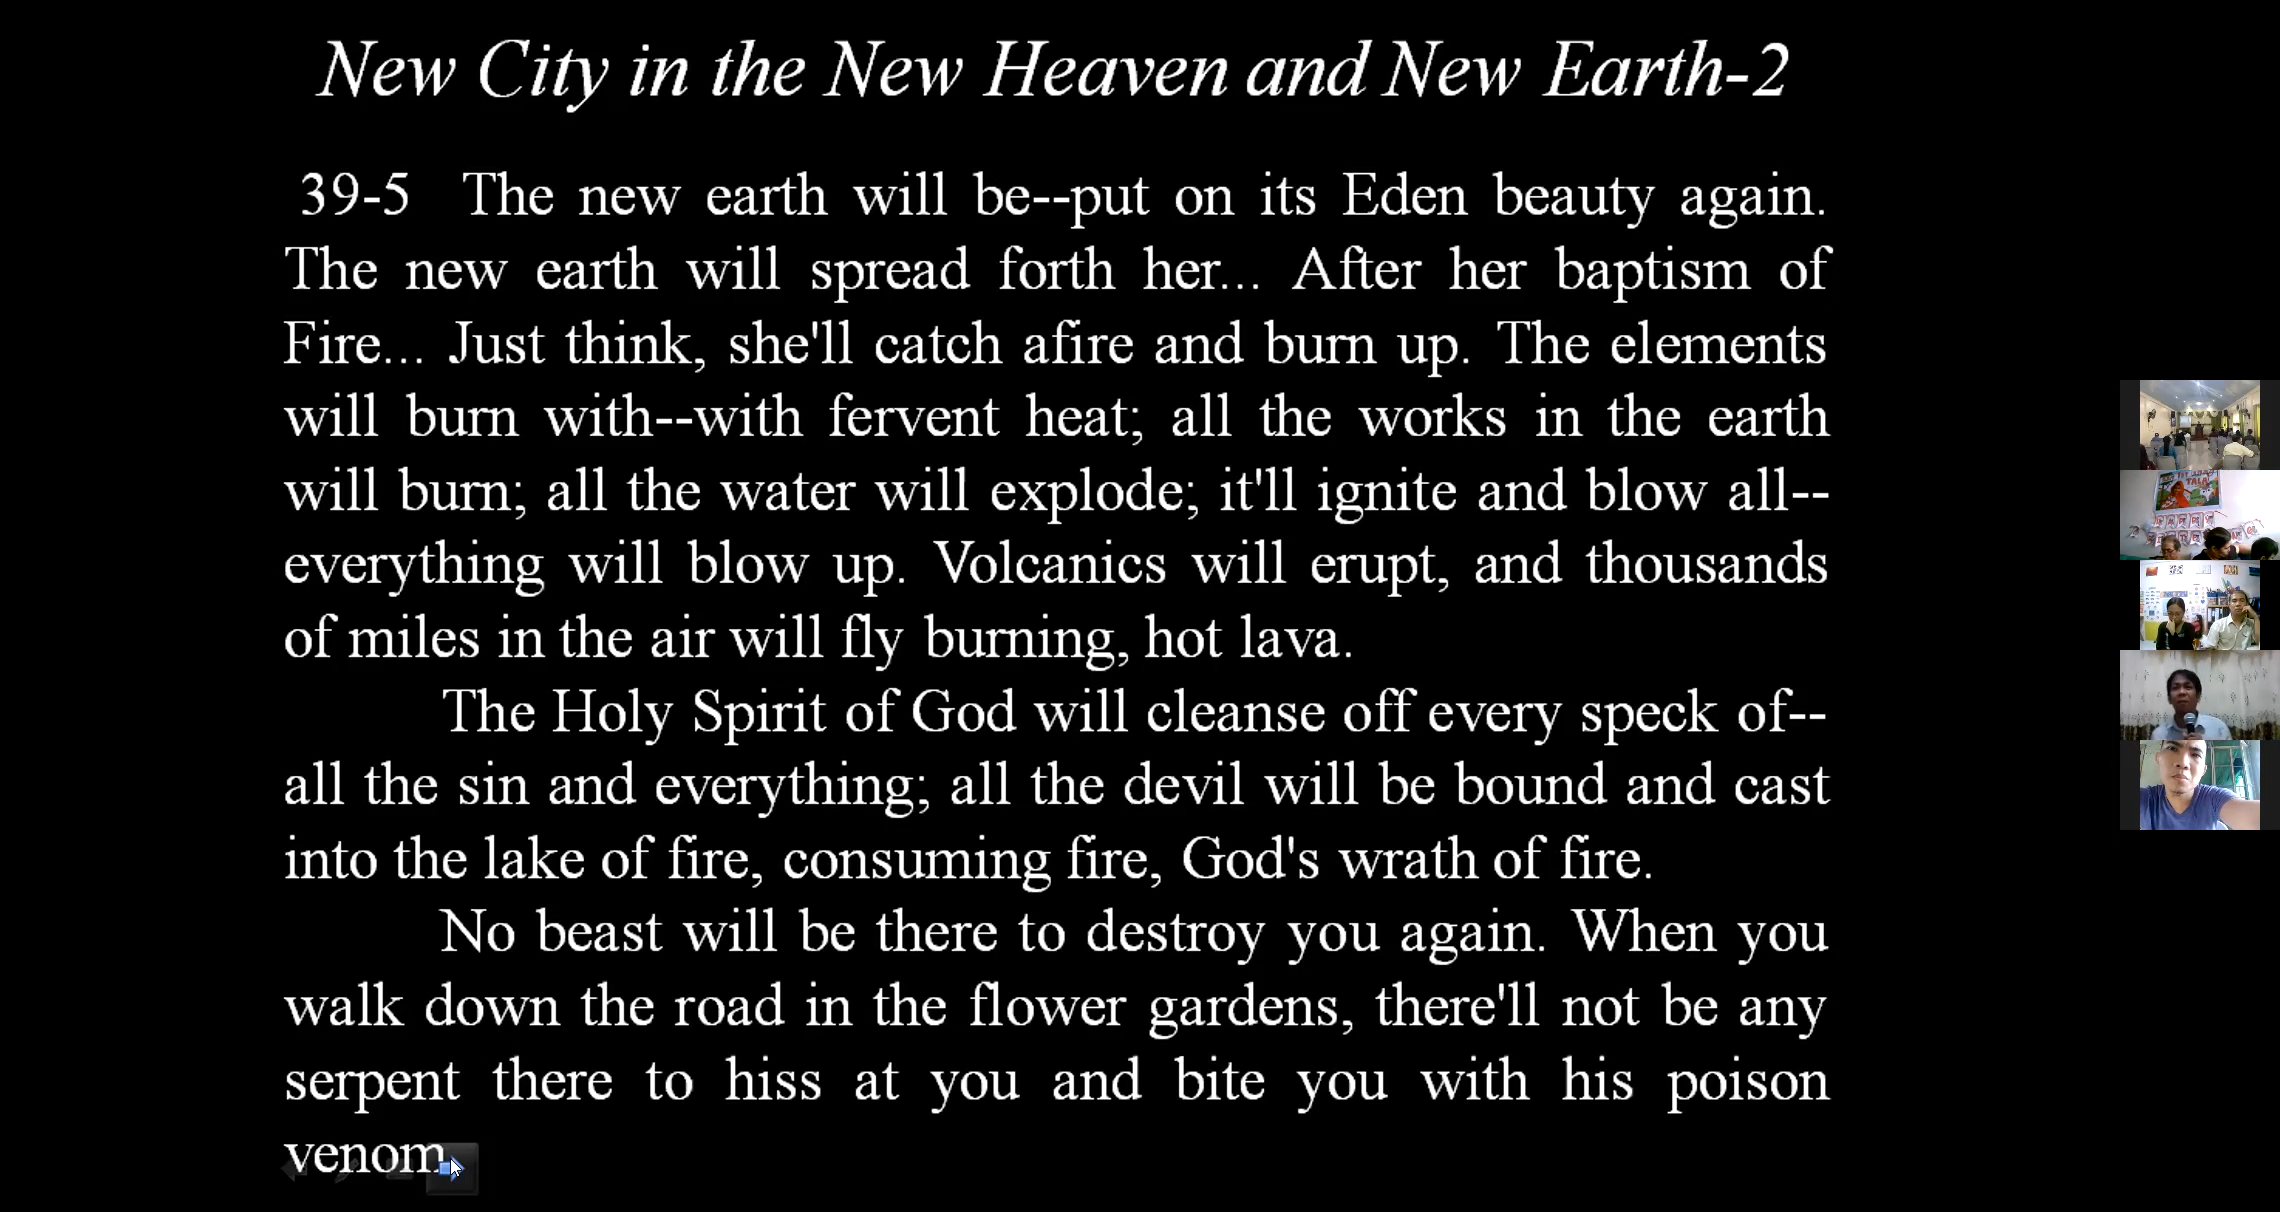 New City in the New Heaven and New Earth-2
39-5 The new earth will be--put on its Eden beauty again.
The new earth will spread forth her... After her baptism of
Fire... Just think, she'll catch afire and burn up. The elements
will burn with--with fervent heat; all the works in the earth
will burn; all the water will explode; it'll ignite and blow all--
everything will blow up. Volcanics will erupt, and thousands
of miles in the air will fly burning, hot lava.
The Holy Spirit of God will cleanse off every speck of--
all the sin and everything; all the devil will be bound and cast
into the lake of fire, consuming fire, God's wrath of fire.
No beast will be there to destroy you again. When you
walk down the road in the flower gardens, there'll not be any
serpent there to hiss at you and bite you with his poison
venom
TALA